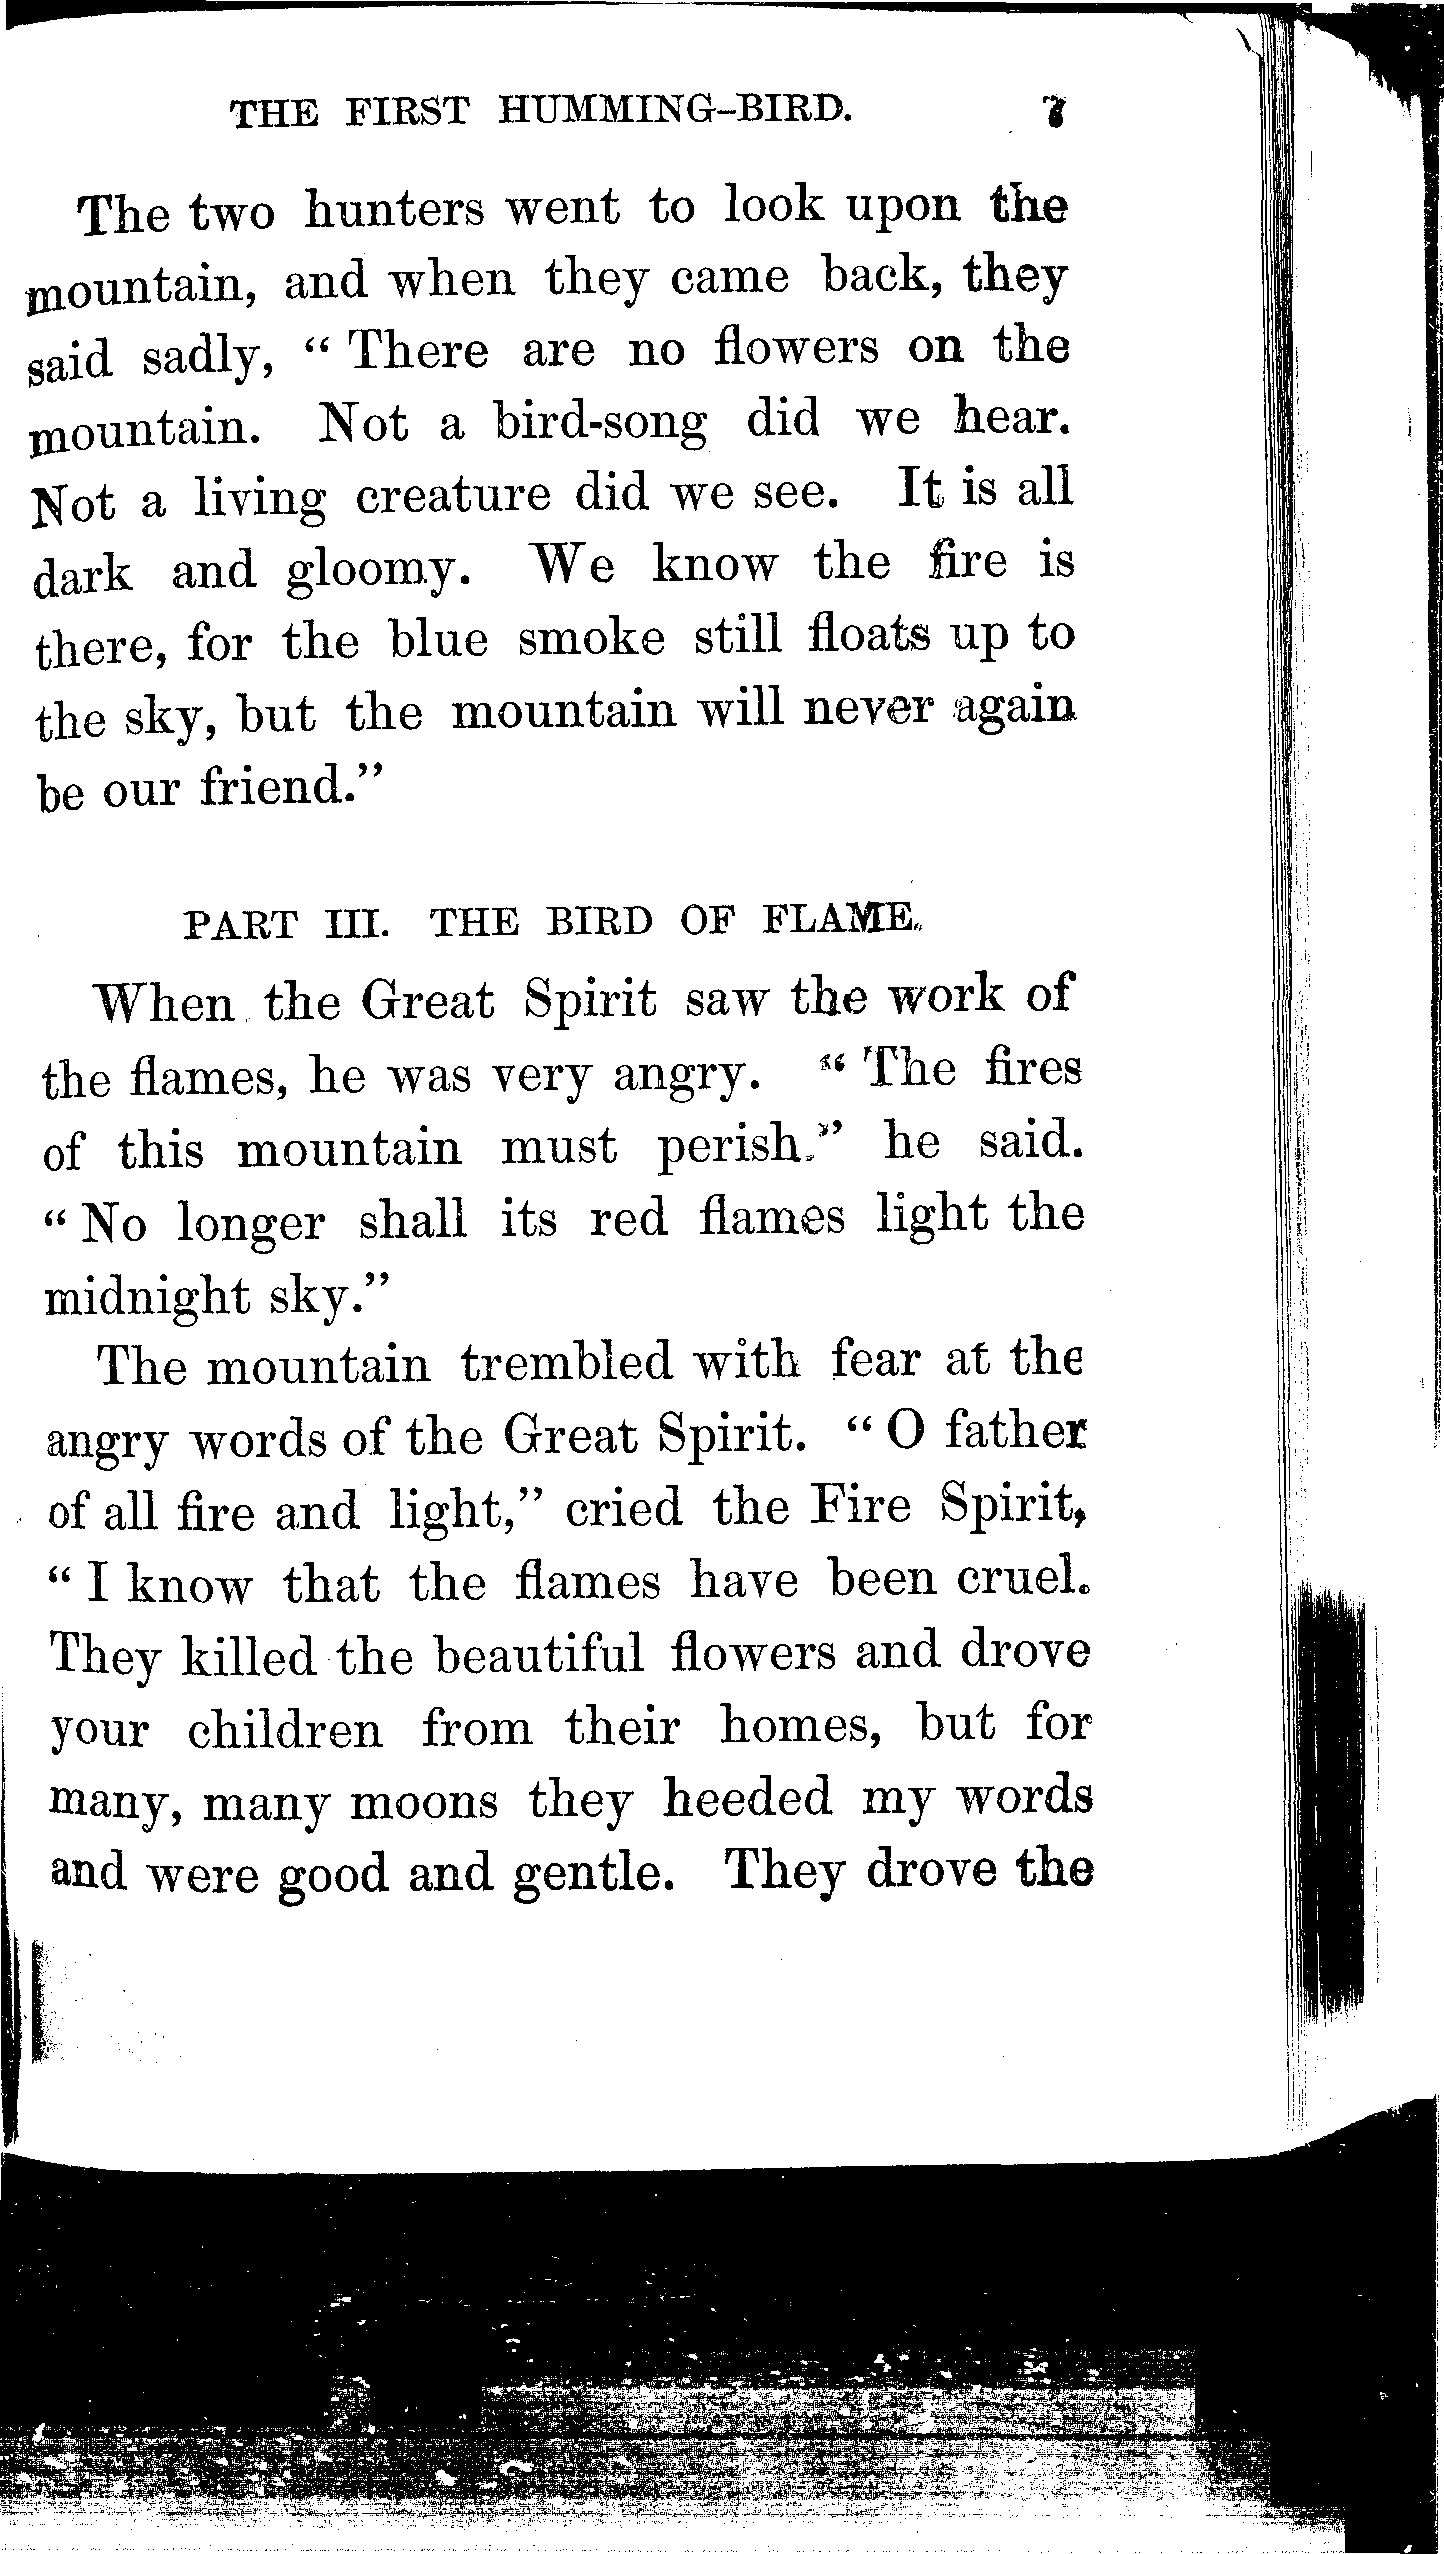 THE FIRST HUMMING-BIRD. 7
The two hunters went to look upon the
mountain, and when they came back, they
said sadly, “ There are no flowers on the
mountain. Not a bird-song did we hear.
Not a living creature did we see. It is all
dark and gloomy. We know the fire is
there, for the blue smoke still floats up to
the sky, but the mountain will never again
be our friend.”
PART III. THE BIRD OF FLAME.
When the Great Spirit saw the work of
the flames, he was very angry. “ The fires
of this mountain must perish,” he said.
“ No longer shall its red flames light the
midnight sky.”
The mountain trembled with fear at the
angry words of the Great Spirit. “ O father
of all fire and light,” cried the Fire Spirit,
“ I know that the flames have been cruel.
They killed the beautiful flowers and drove
your children from their homes, but for
many, many moons they heeded my words
and were good and gentle. They drove the